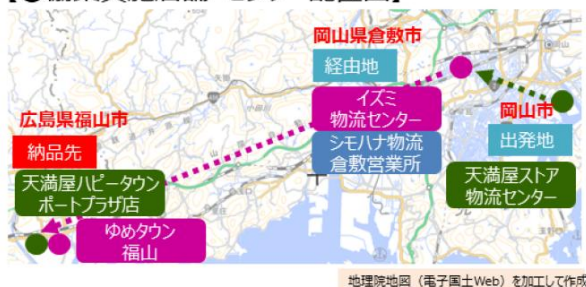 岡山県倉敷市
経由地
イズミ
物流センター
シモハナ物流
倉敷営業所
岡山市
出発地
天満屋ストア
物流センター
広島県福山市
納品先
天満屋ハピータウン
ポートプラザ店
ゆめタウン
福山
地理院地図（電子国土Web）を加工して作成